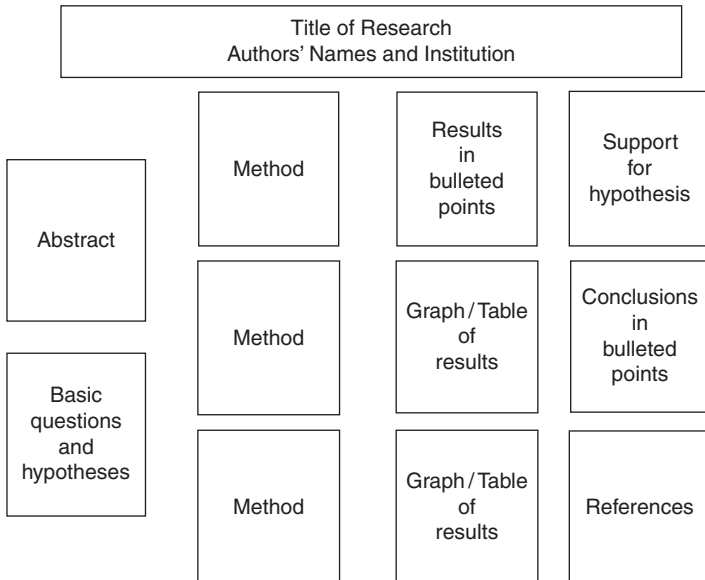 Title of Research
Authors' Names and Institution
Abstract
Basic
questions
and
hypotheses
Method
Method
Method
Results
in
bulleted
points
Graph/Table
of
results
Graph/Table
of
results
Support
for
hypothesis
Conclusions
in
bulleted
points
References